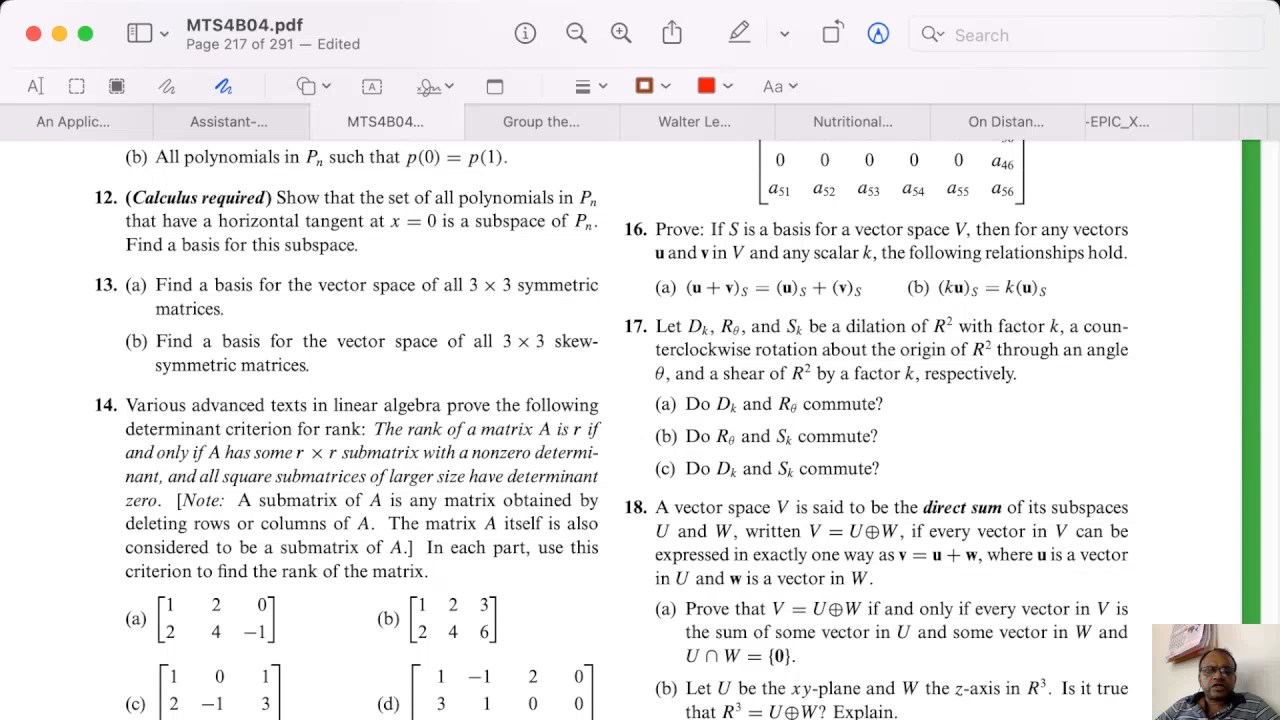 MTS4B04.pdf
Page 217 of 291 — Edited
Search
A
Aa
An Applic...
Assistant-...
MTS4B04...
Group the...
Walter Le...
Nutritional...
On Distan...
-EPIC_X...
(b) All polynomials in Pₙ such that p(0) = p(1).
12. (Calculus required) Show that the set of all polynomials in Pₙ
that have a horizontal tangent at x = 0 is a subspace of Pₙ.
Find a basis for this subspace.
13. (a) Find a basis for the vector space of all 3 × 3 symmetric
matrices.
(b) Find a basis for the vector space of all 3 × 3 skew-
symmetric matrices.
14. Various advanced texts in linear algebra prove the following
determinant criterion for rank: The rank of a matrix A is r if
and only if A has some r × r submatrix with a nonzero determi-
nant, and all square submatrices of larger size have determinant
zero. [Note: A submatrix of A is any matrix obtained by
deleting rows or columns of A. The matrix A itself is also
considered to be a submatrix of A.] In each part, use this
criterion to find the rank of the matrix.
(a) [1 2 0
2 4 −1]
(b) [1 2 3
2 4 6]
(c) [1 0 1
2 −1 3
(d) [1 −1 2 0
3 1 0 0
0 0 0 0 0 a₄₆
a₅₁ a₅₂ a₅₃ a₅₄ a₅₅ a₅₆
16. Prove: If S is a basis for a vector space V, then for any vectors
u and v in V and any scalar k, the following relationships hold.
(a) (u + v)ₛ = (u)ₛ + (v)ₛ (b) (ku)ₛ = k(u)ₛ
17. Let Dₖ, R_θ, and Sₖ be a dilation of R² with factor k, a coun-
terclockwise rotation about the origin of R² through an angle
θ, and a shear of R² by a factor k, respectively.
(a) Do Dₖ and R_θ commute?
(b) Do R_θ and Sₖ commute?
(c) Do Dₖ and Sₖ commute?
18. A vector space V is said to be the direct sum of its subspaces
U and W, written V = U⊕W, if every vector in V can be
expressed in exactly one way as v = u + w, where u is a vector
in U and w is a vector in W.
(a) Prove that V = U⊕W if and only if every vector in V is
the sum of some vector in U and some vector in W and
U ∩ W = {0}.
(b) Let U be the xy-plane and W the z-axis in R³. Is it true
that R³ = U⊕W? Explain.